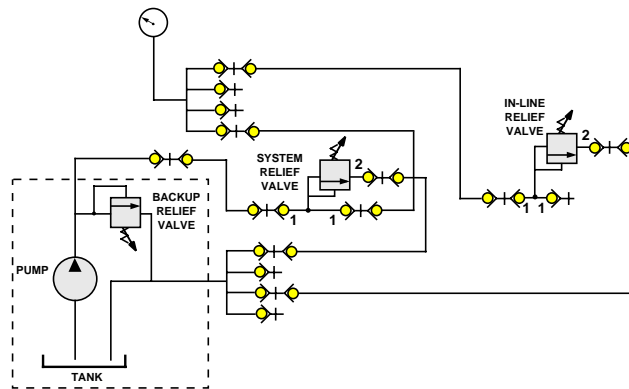 IN-LINE
RELIEF
VALVE
2
SYSTEM
RELIEF
VALVE
2
BACKUP
RELIEF
VALVE
1
1
1
1
PUMP
TANK